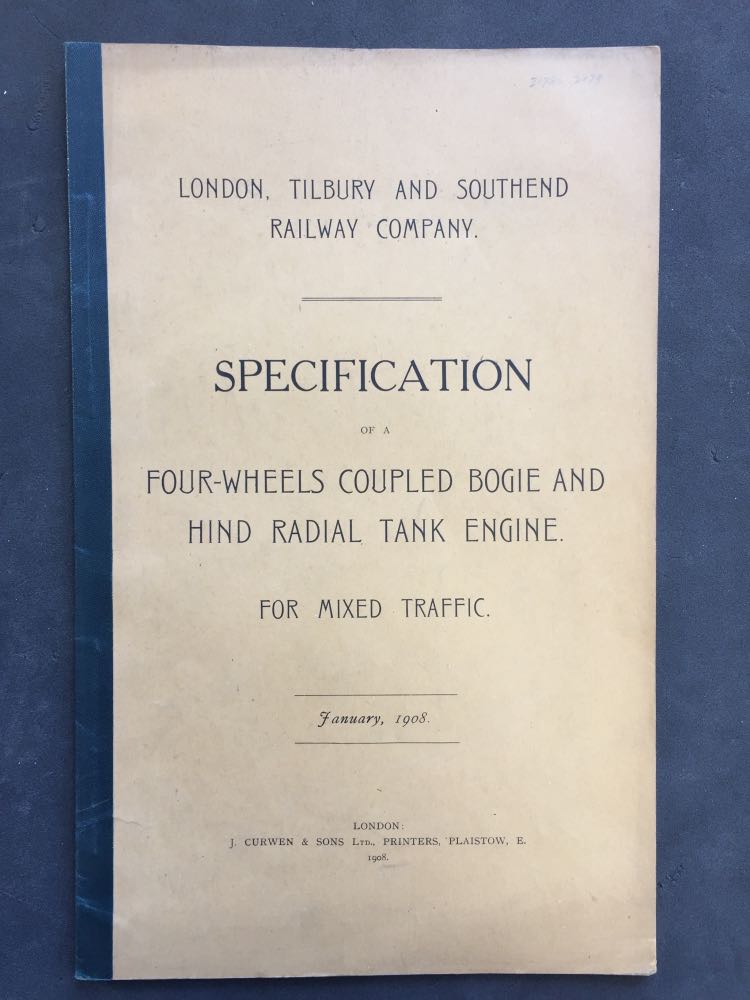 LONDON, TILBURY AND SOUTHEND
RAILWAY COMPANY.
SPECIFICATION
OF A
FOUR-WHEELS COUPLED BOGIE AND
HIND RADIAL TANK ENGINE.
FOR MIXED TRAFFIC.
January, 1908.
LONDON:
J. CURWEN & SONS LTD., PRINTERS, PLAISTOW, E.
1908.